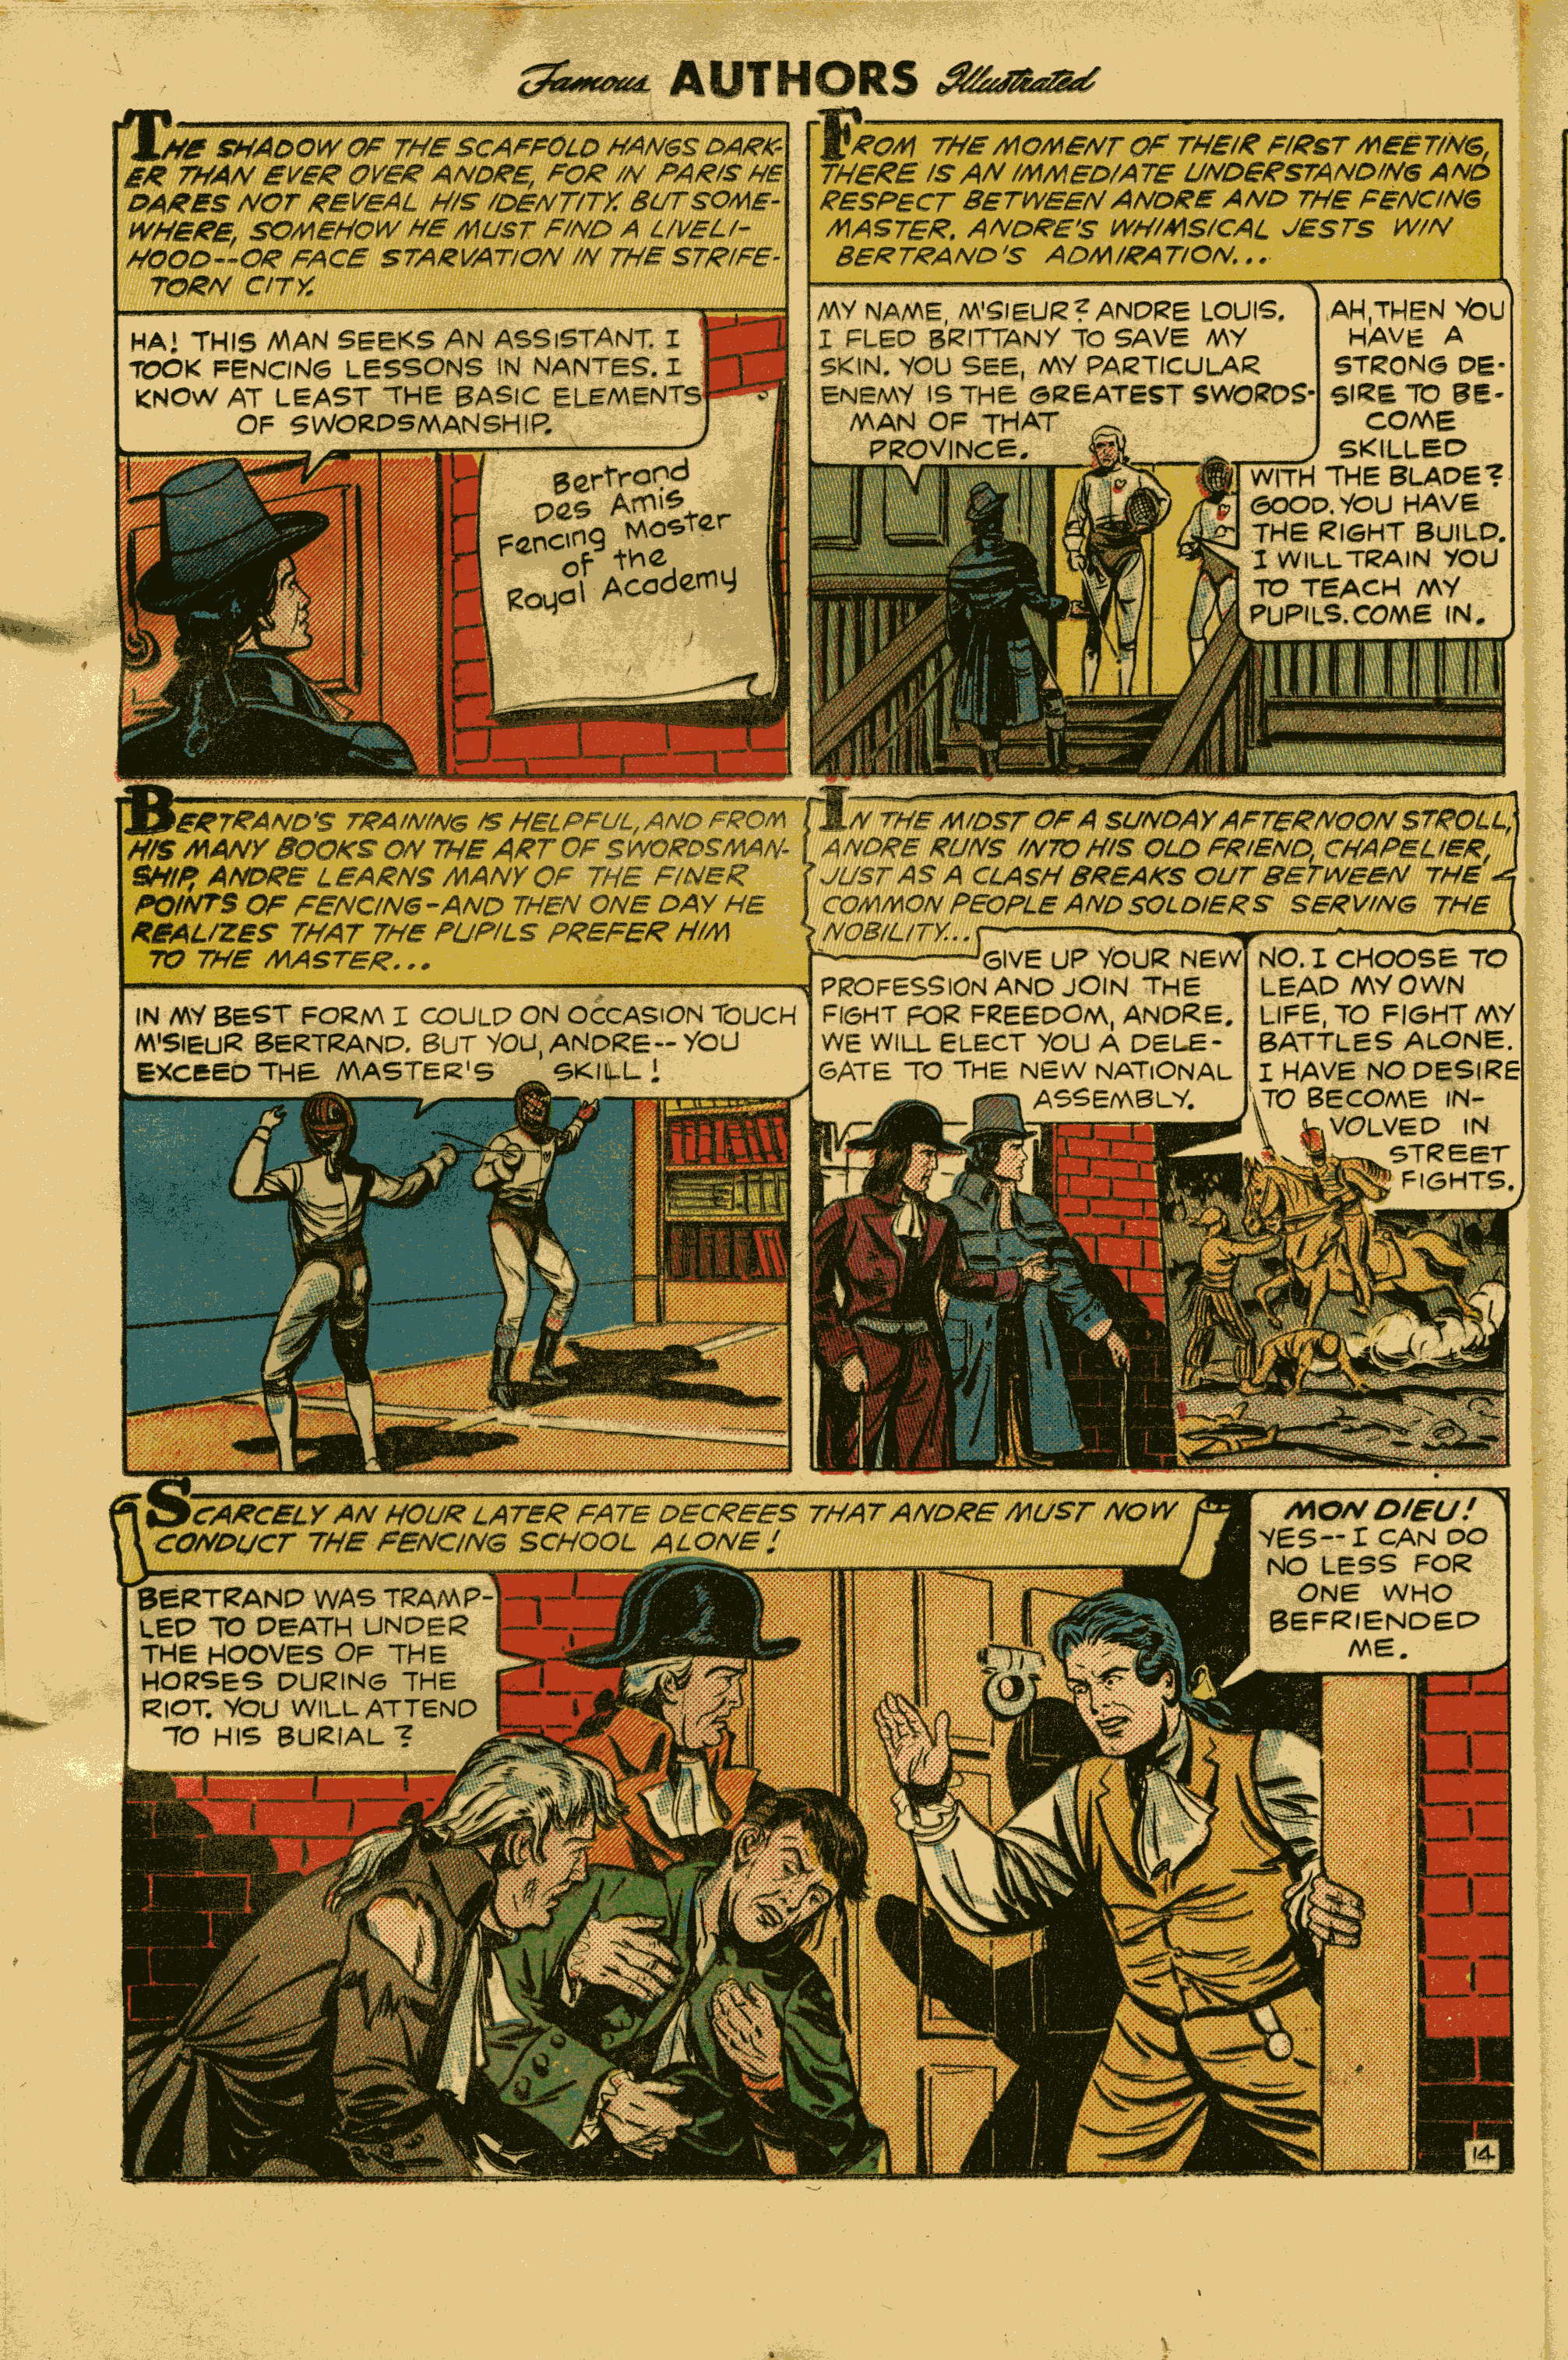 Famous AUTHORS Illustrated
THE SHADOW OF THE SCAFFOLD HANGS DARK-
ER THAN EVER OVER ANDRE, FOR IN PARIS HE
DARES NOT REVEAL HIS IDENTITY. BUT SOME-
WHERE, SOMEHOW HE MUST FIND A LIVELI-
HOOD--OR FACE STARVATION IN THE STRIFE-
TORN CITY.
HA! THIS MAN SEEKS AN ASSISTANT. I
TOOK FENCING LESSONS IN NANTES. I
KNOW AT LEAST THE BASIC ELEMENTS
OF SWORDSMANSHIP.
Bertrand
Des Amis
Fencing Master
of the
Royal Academy
FROM THE MOMENT OF THEIR FIRST MEETING,
THERE IS AN IMMEDIATE UNDERSTANDING AND
RESPECT BETWEEN ANDRE AND THE FENCING
MASTER. ANDRE'S WHIMSICAL JESTS WIN
BERTRAND'S ADMIRATION...
MY NAME, M'SIEUR? ANDRE LOUIS.
I FLED BRITTANY TO SAVE MY
SKIN. YOU SEE, MY PARTICULAR
ENEMY IS THE GREATEST SWORDS-
MAN OF THAT
PROVINCE.
AH, THEN YOU
HAVE A
STRONG DE-
SIRE TO BE-
COME
SKILLED
WITH THE BLADE?
GOOD. YOU HAVE
THE RIGHT BUILD.
I WILL TRAIN YOU
TO TEACH MY
PUPILS. COME IN.
BERTRAND'S TRAINING IS HELPFUL, AND FROM
HIS MANY BOOKS ON THE ART OF SWORDSMAN-
SHIP, ANDRE LEARNS MANY OF THE FINER
POINTS OF FENCING-AND THEN ONE DAY HE
REALIZES THAT THE PUPILS PREFER HIM
TO THE MASTER...
IN MY BEST FORM I COULD ON OCCASION TOUCH
M'SIEUR BERTRAND. BUT YOU, ANDRE-- YOU
EXCEED THE MASTER'S SKILL!
IN THE MIDST OF A SUNDAY AFTERNOON STROLL,
ANDRE RUNS INTO HIS OLD FRIEND, CHAPELIER,
JUST AS A CLASH BREAKS OUT BETWEEN THE
COMMON PEOPLE AND SOLDIERS SERVING THE
NOBILITY...
GIVE UP YOUR NEW
PROFESSION AND JOIN THE
FIGHT FOR FREEDOM, ANDRE.
WE WILL ELECT YOU A DELE-
GATE TO THE NEW NATIONAL
ASSEMBLY.
NO. I CHOOSE TO
LEAD MY OWN
LIFE, TO FIGHT MY
BATTLES ALONE.
I HAVE NO DESIRE
TO BECOME IN-
VOLVED IN
STREET
FIGHTS.
SCARCELY AN HOUR LATER FATE DECREES THAT ANDRE MUST NOW
CONDUCT THE FENCING SCHOOL ALONE!
BERTRAND WAS TRAMP-
LED TO DEATH UNDER
THE HOOVES OF THE
HORSES DURING THE
RIOT. YOU WILL ATTEND
TO HIS BURIAL?
MON DIEU!
YES--I CAN DO
NO LESS FOR
ONE WHO
BEFRIENDED
ME.
14